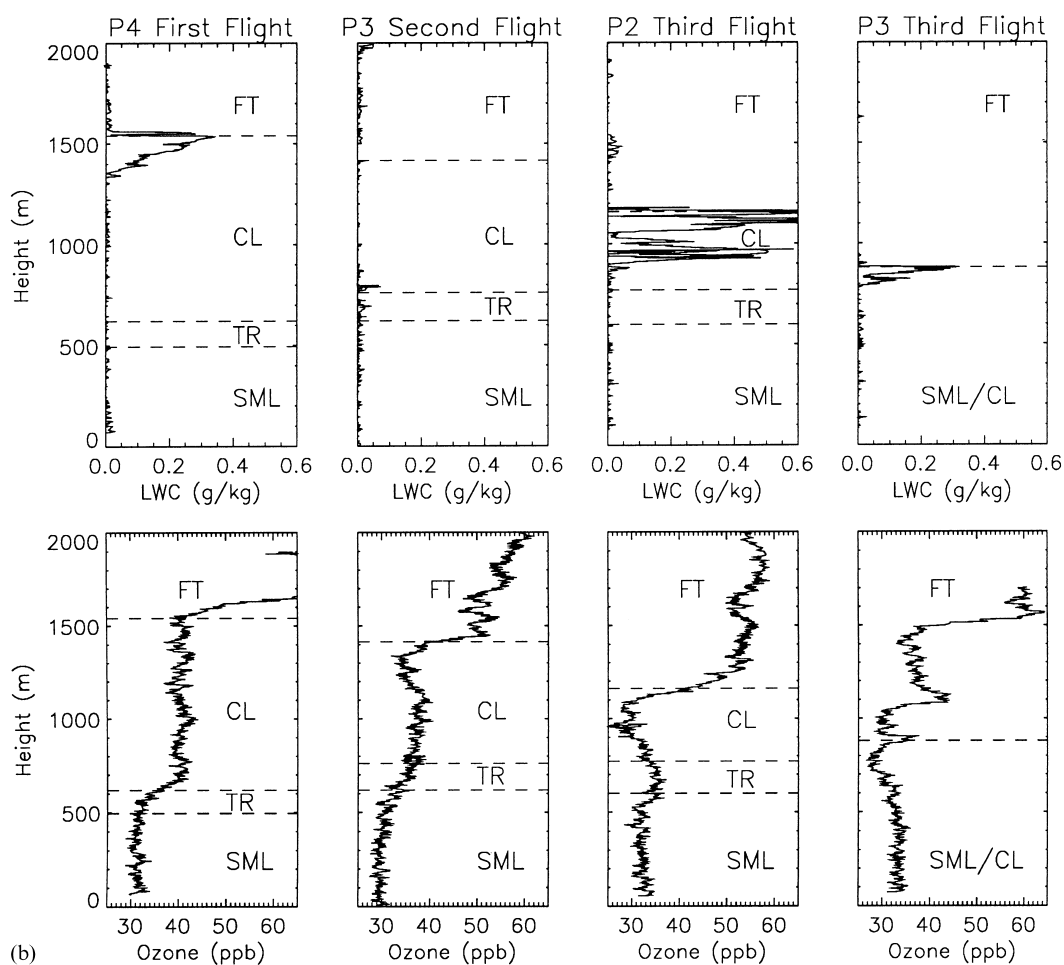 P4 First Flight P3 Second Flight P2 Third Flight P3 Third Flight
2000
1500
1000
500
0
Height (m)
FT
CL
TR
SML
FT
CL
TR
SML
FT
CL
TR
SML
FT
SML/CL
0.0 0.2 0.4 0.6 0.0 0.2 0.4 0.6 0.0 0.2 0.4 0.6 0.0 0.2 0.4 0.6
LWC (g/kg) LWC (g/kg) LWC (g/kg) LWC (g/kg)
2000
1500
1000
500
0
Height (m)
FT
CL
TR
SML
FT
CL
TR
SML
FT
CL
TR
SML
FT
SML/CL
30 40 50 60 30 40 50 60 30 40 50 60 30 40 50 60
(b) Ozone (ppb) Ozone (ppb) Ozone (ppb) Ozone (ppb)